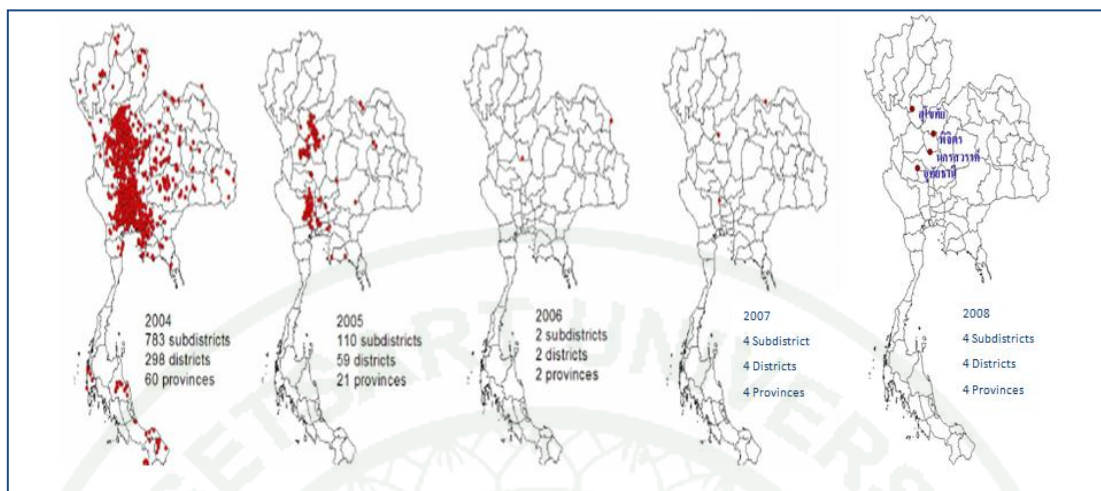 2004
783 subdistricts
298 districts
60 provinces
2005
110 subdistricts
59 districts
21 provinces
2006
2 subdistricts
2 districts
2 provinces
2007
4 Subdistrict
4 Districts
4 Provinces
2008
4 Subdistricts
4 Districts
4 Provinces
สุโขทัย
พิจิตร
นครสวรรค์
อุทัยธานี
ETSART UNIVERS